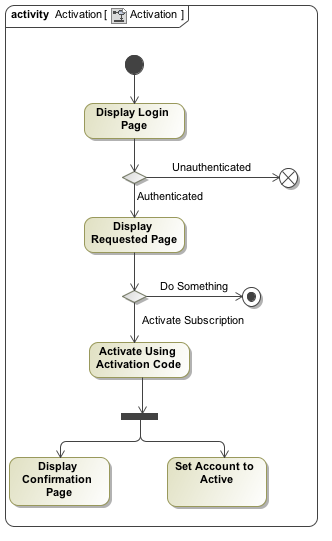 activity Activation [ Activation ]
Display Login
Page
Unauthenticated
Authenticated
Display
Requested Page
Do Something
Activate Subscription
Activate Using
Activation Code
Display
Confirmation
Page
Set Account to
Active